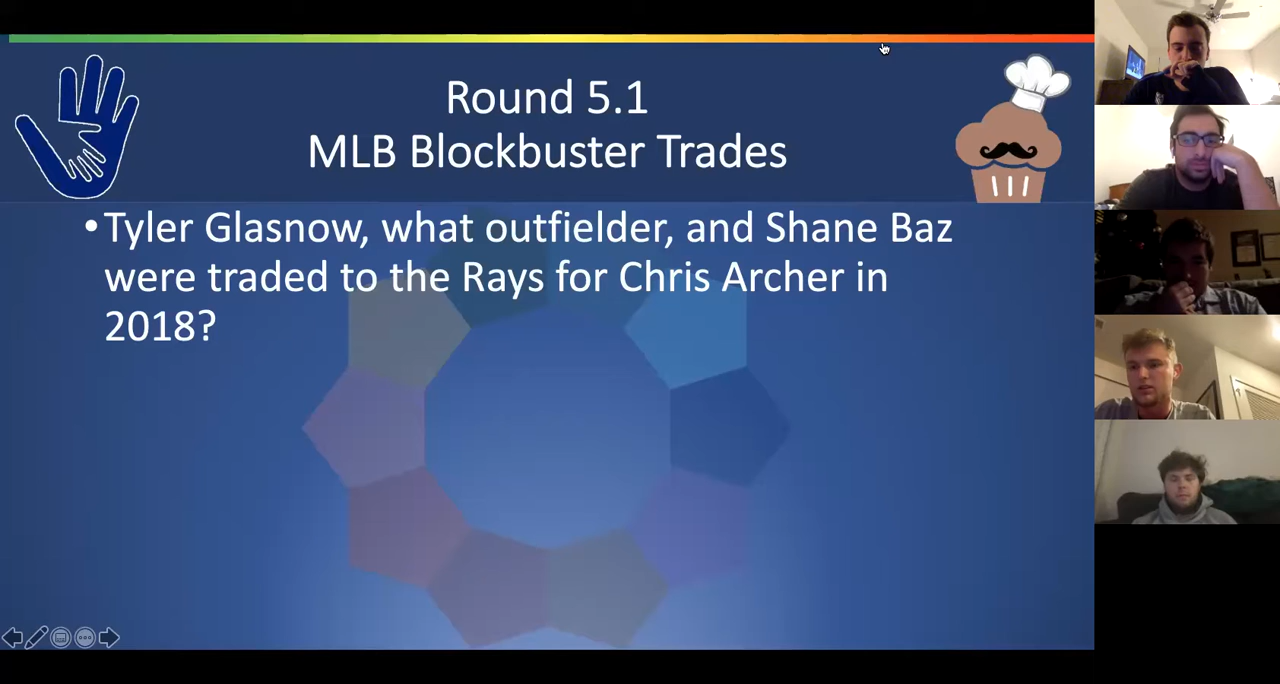 Round 5.1
MLB Blockbuster Trades
•Tyler Glasnow, what outfielder, and Shane Baz
were traded to the Rays for Chris Archer in
2018?